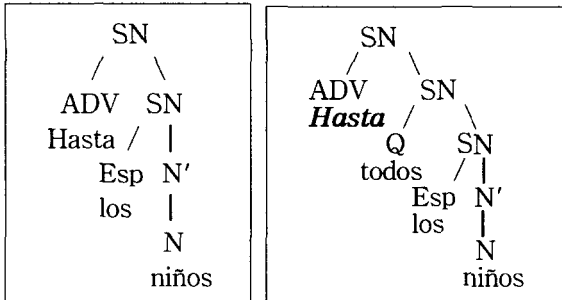 SN
ADV SN
Hasta
Esp N′
los
N
niños
SN
ADV SN
Hasta
Q SN
todos
Esp N′
los
N
niños